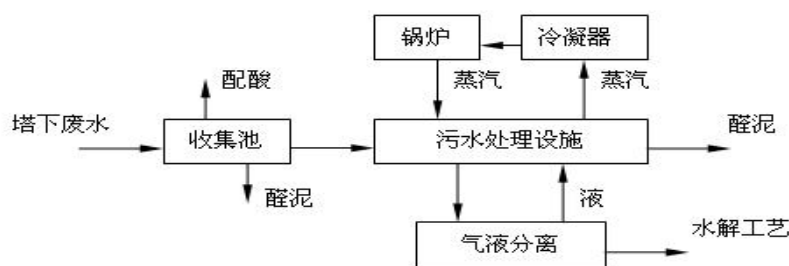 锅炉
冷凝器
配酸
蒸汽
蒸汽
塔下废水
收集池
污水处理设施
醛泥
醛泥
液
气液分离
水解工艺